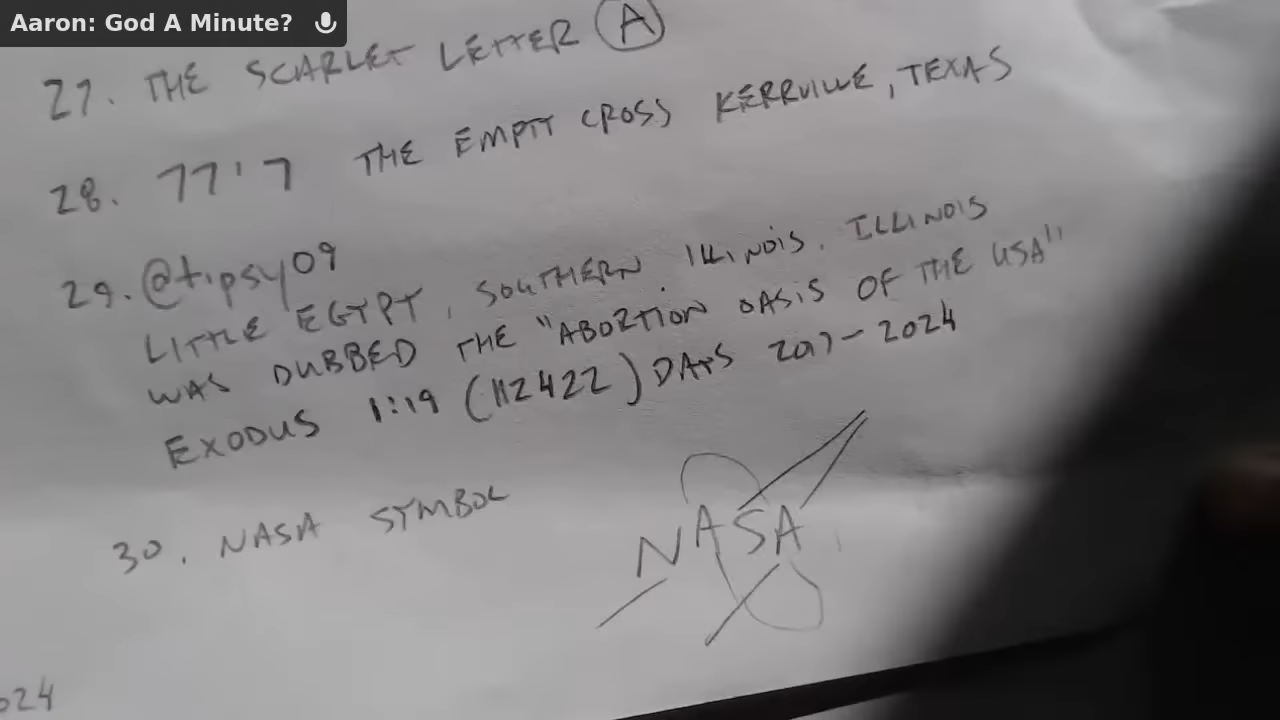 Aaron: God A Minute?
27. THE SCARLET LETTER A
28. 77'7 THE EMPTY CROSS KERRVILLE, TEXAS
29. @tipsy09
LITTLE EGYPT, SOUTHERN ILLINOIS. ILLINOIS
WAS DUBBED THE "ABORTION OASIS OF THE USA"
EXODUS 1:19 (112422) DAYS 2017-2024
30. NASA SYMBOL
NASA
024